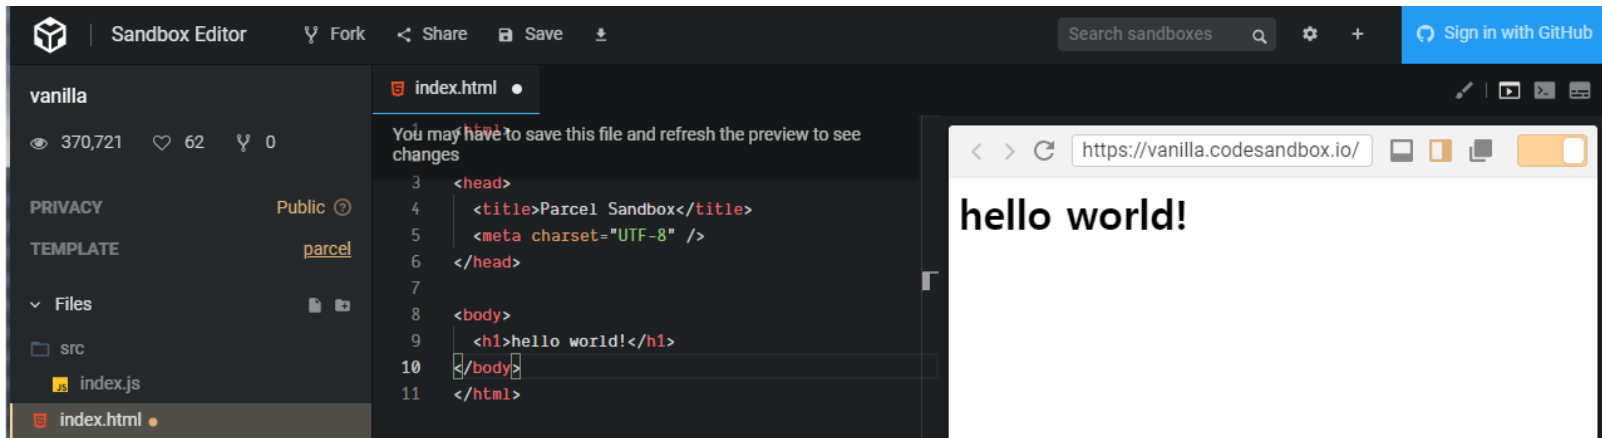 Sandbox Editor Fork Share Save Search sandboxes Sign in with GitHub
vanilla
370,721 62 0
PRIVACY Public
TEMPLATE parcel
Files
src
index.js
index.html
index.html
You may have to save this file and refresh the preview to see
changes
1 <html>
3 <head>
4 <title>Parcel Sandbox</title>
5 <meta charset="UTF-8" />
6 </head>
7
8 <body>
9 <h1>hello world!</h1>
10 </body>
11 </html>
https://vanilla.codesandbox.io/
hello world!